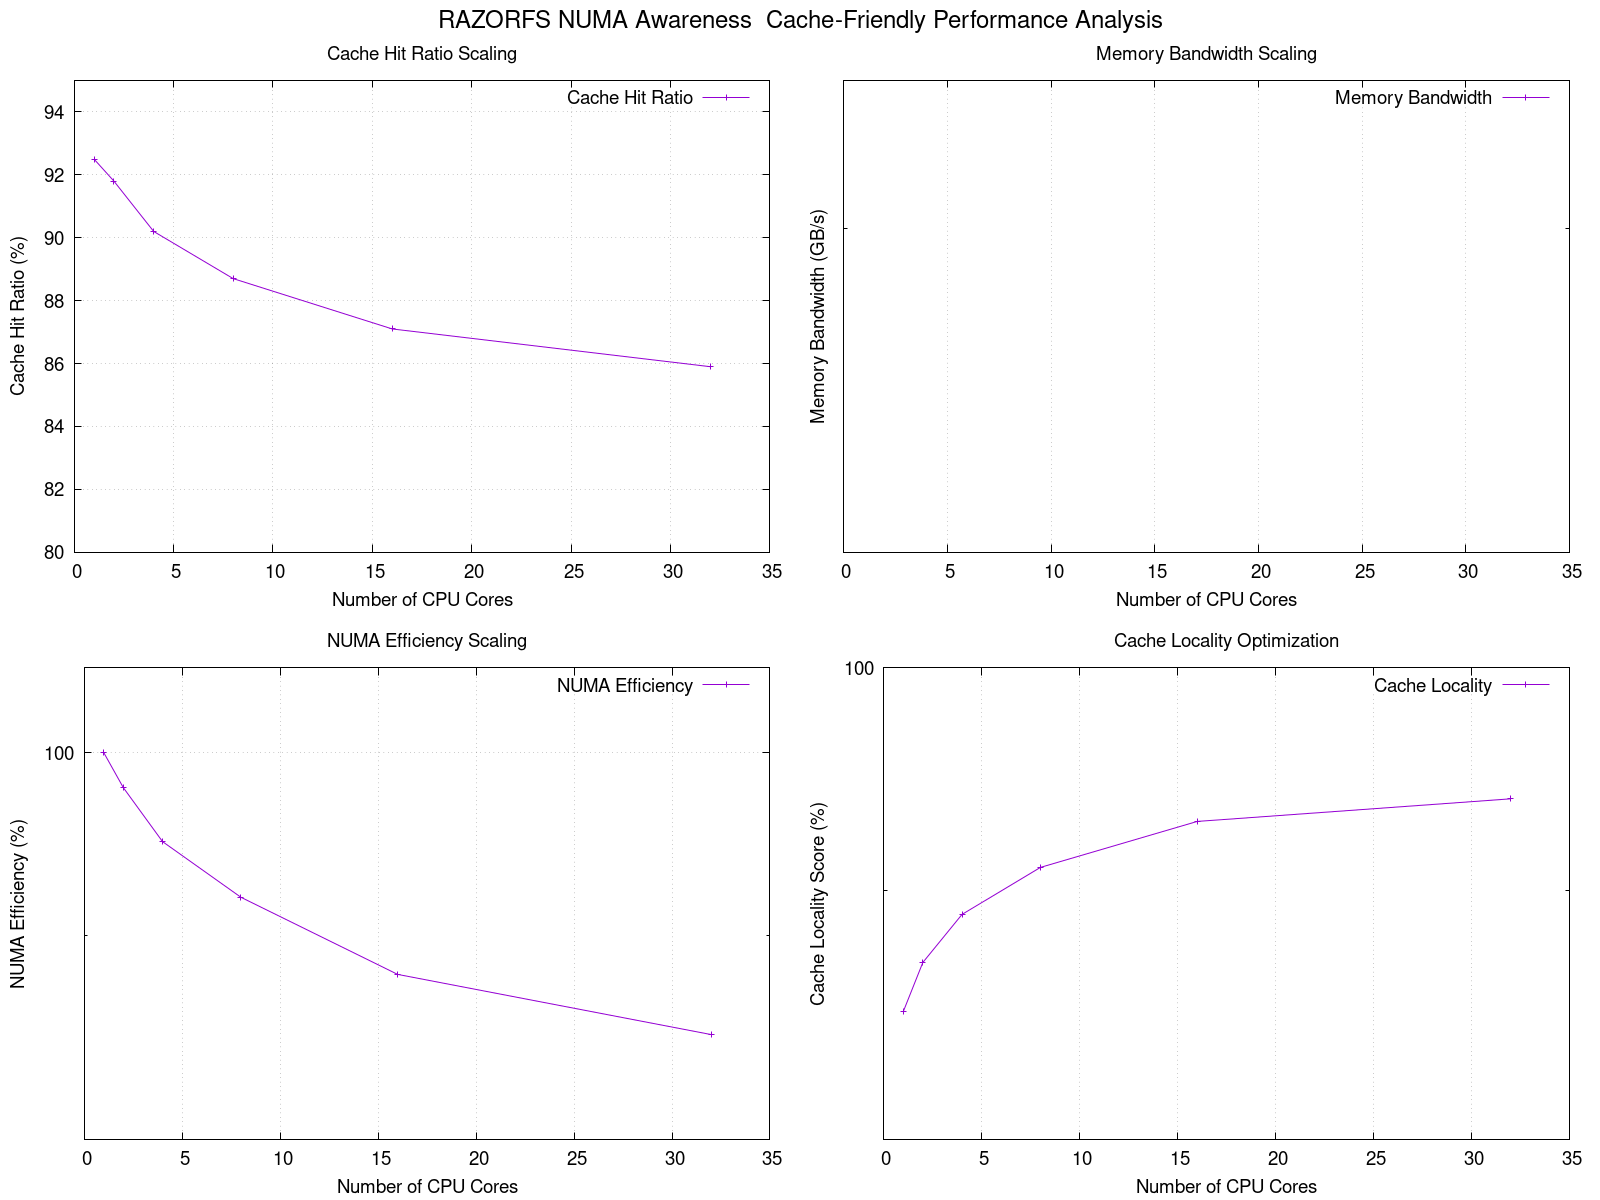 RAZORFS NUMA Awareness  Cache-Friendly Performance Analysis
Cache Hit Ratio Scaling
Cache Hit Ratio
94
92
90
88
86
84
82
80
Cache Hit Ratio (%)
0 5 10 15 20 25 30 35
Number of CPU Cores
Memory Bandwidth Scaling
Memory Bandwidth
Memory Bandwidth (GB/s)
0 5 10 15 20 25 30 35
Number of CPU Cores
NUMA Efficiency Scaling
NUMA Efficiency
100
NUMA Efficiency (%)
0 5 10 15 20 25 30 35
Number of CPU Cores
Cache Locality Optimization
100
Cache Locality
Cache Locality Score (%)
0 5 10 15 20 25 30 35
Number of CPU Cores